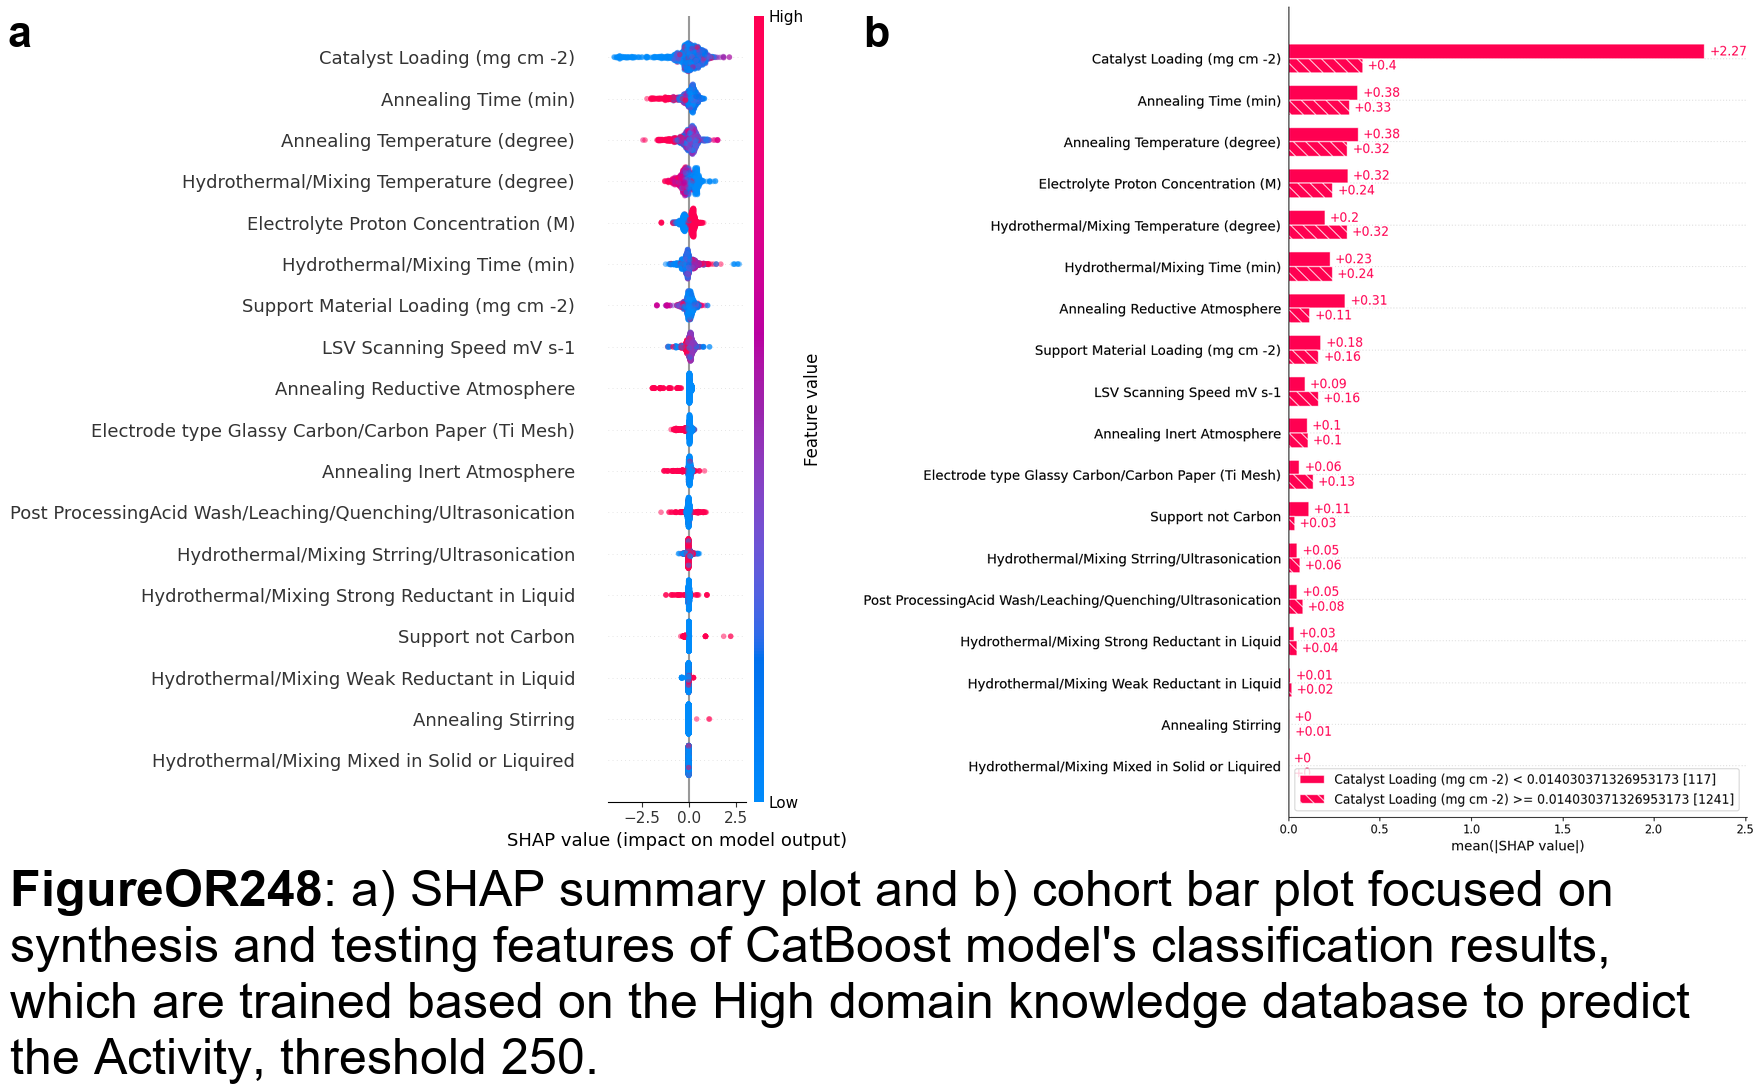 a
High
Catalyst Loading (mg cm -2)
Annealing Time (min)
Annealing Temperature (degree)
Hydrothermal/Mixing Temperature (degree)
Electrolyte Proton Concentration (M)
Hydrothermal/Mixing Time (min)
Support Material Loading (mg cm -2)
LSV Scanning Speed mV s-1
Annealing Reductive Atmosphere
Electrode type Glassy Carbon/Carbon Paper (Ti Mesh)
Annealing Inert Atmosphere
Post ProcessingAcid Wash/Leaching/Quenching/Ultrasonication
Hydrothermal/Mixing Strring/Ultrasonication
Hydrothermal/Mixing Strong Reductant in Liquid
Support not Carbon
Hydrothermal/Mixing Weak Reductant in Liquid
Annealing Stirring
Hydrothermal/Mixing Mixed in Solid or Liquired
Feature value
Low
−2.5 0.0 2.5
SHAP value (impact on model output)
b
Catalyst Loading (mg cm -2)
+2.27
+0.4
Annealing Time (min)
+0.38
+0.33
Annealing Temperature (degree)
+0.38
+0.32
Electrolyte Proton Concentration (M)
+0.32
+0.24
Hydrothermal/Mixing Temperature (degree)
+0.2
+0.32
Hydrothermal/Mixing Time (min)
+0.23
+0.24
Annealing Reductive Atmosphere
+0.31
+0.11
Support Material Loading (mg cm -2)
+0.18
+0.16
LSV Scanning Speed mV s-1
+0.09
+0.16
Annealing Inert Atmosphere
+0.1
+0.1
Electrode type Glassy Carbon/Carbon Paper (Ti Mesh)
+0.06
+0.13
Support not Carbon
+0.11
+0.03
Hydrothermal/Mixing Strring/Ultrasonication
+0.05
+0.06
Post ProcessingAcid Wash/Leaching/Quenching/Ultrasonication
+0.05
+0.08
Hydrothermal/Mixing Strong Reductant in Liquid
+0.03
+0.04
Hydrothermal/Mixing Weak Reductant in Liquid
+0.01
+0.02
Annealing Stirring
+0
+0.01
Hydrothermal/Mixing Mixed in Solid or Liquired
+0
Catalyst Loading (mg cm -2) < 0.014030371326953173 [117]
Catalyst Loading (mg cm -2) >= 0.014030371326953173 [1241]
0.0 0.5 1.0 1.5 2.0 2.5
mean(|SHAP value|)
FigureOR248: a) SHAP summary plot and b) cohort bar plot focused on
synthesis and testing features of CatBoost model's classification results,
which are trained based on the High domain knowledge database to predict
the Activity, threshold 250.